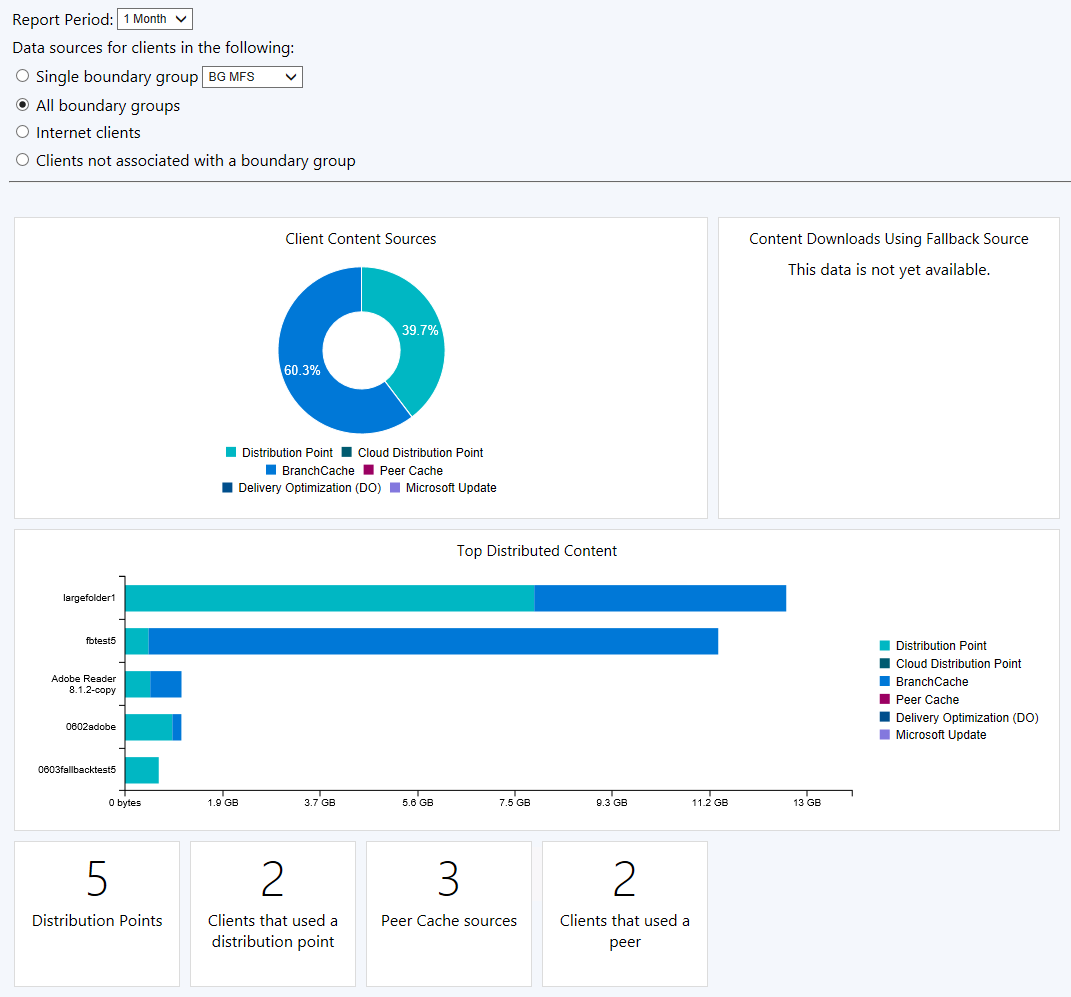 Report Period: 1 Month
Data sources for clients in the following:
Single boundary group BG MFS
All boundary groups
Internet clients
Clients not associated with a boundary group
Client Content Sources
39.7%
60.3%
Distribution Point Cloud Distribution Point
BranchCache Peer Cache
Delivery Optimization (DO) Microsoft Update
Content Downloads Using Fallback Source
This data is not yet available.
Top Distributed Content
largefolder1
fbtest5
Adobe Reader
8.1.2-copy
0602adobe
0603fallbacktest5
0 bytes 1.9 GB 3.7 GB 5.6 GB 7.5 GB 9.3 GB 11.2 GB 13 GB
Distribution Point
Cloud Distribution Point
BranchCache
Peer Cache
Delivery Optimization (DO)
Microsoft Update
5
Distribution Points
2
Clients that used a
distribution point
3
Peer Cache sources
2
Clients that used a
peer